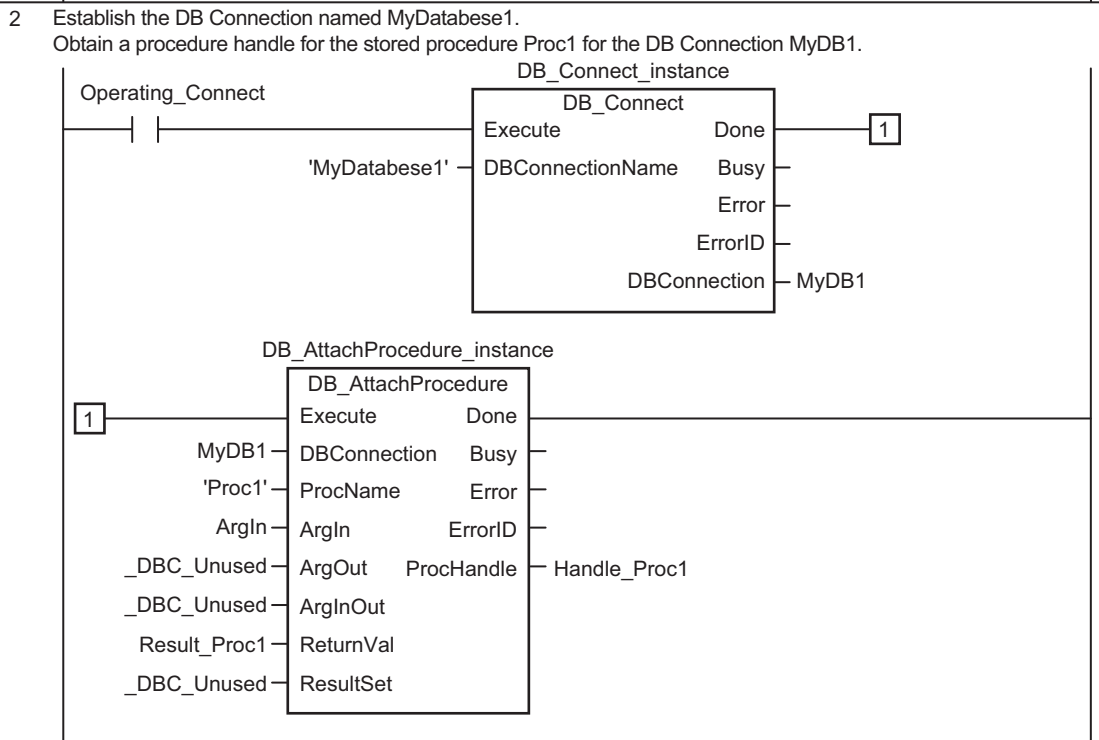 2 Establish the DB Connection named MyDatabese1.
Obtain a procedure handle for the stored procedure Proc1 for the DB Connection MyDB1.
DB_Connect_instance
Operating_Connect
DB_Connect
Execute Done 1
'MyDatabese1' DBConnectionName Busy
Error
ErrorID
DBConnection MyDB1
DB_AttachProcedure_instance
DB_AttachProcedure
1 Execute Done
MyDB1 DBConnection Busy
'Proc1' ProcName Error
ArgIn ArgIn ErrorID
_DBC_Unused ArgOut ProcHandle Handle_Proc1
_DBC_Unused ArgInOut
Result_Proc1 ReturnVal
_DBC_Unused ResultSet